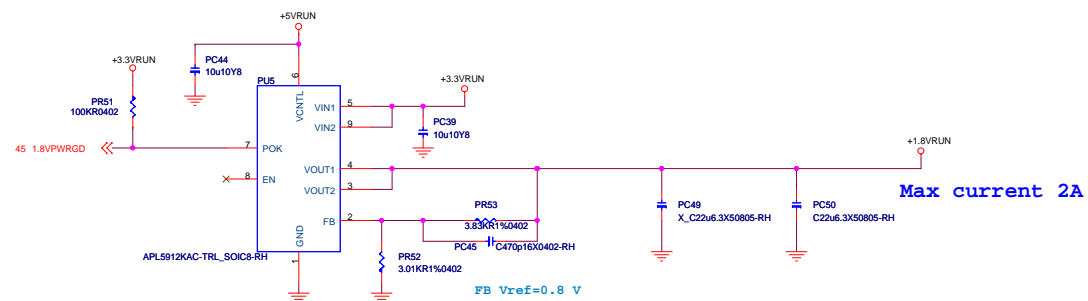 +5VRUN
+3.3VRUN
PC44
10u10Y8
PU5
6
+3.3VRUN
PR51
100KR0402
VCNTL
VIN1
5
VIN2
9
PC39
10u10Y8
45 1.8VPWRGD
7
POK
+1.8VRUN
VOUT1
4
8
EN
VOUT2
3
Max current 2A
PR53
3.83KR1%0402
PC49
X_C22u6.3X50805-RH
PC50
C22u6.3X50805-RH
FB
2
GND
PC45
C470p16X0402-RH
APL5912KAC-TRL_SOIC8-RH
1
PR52
3.01KR1%0402
FB Vref=0.8 V